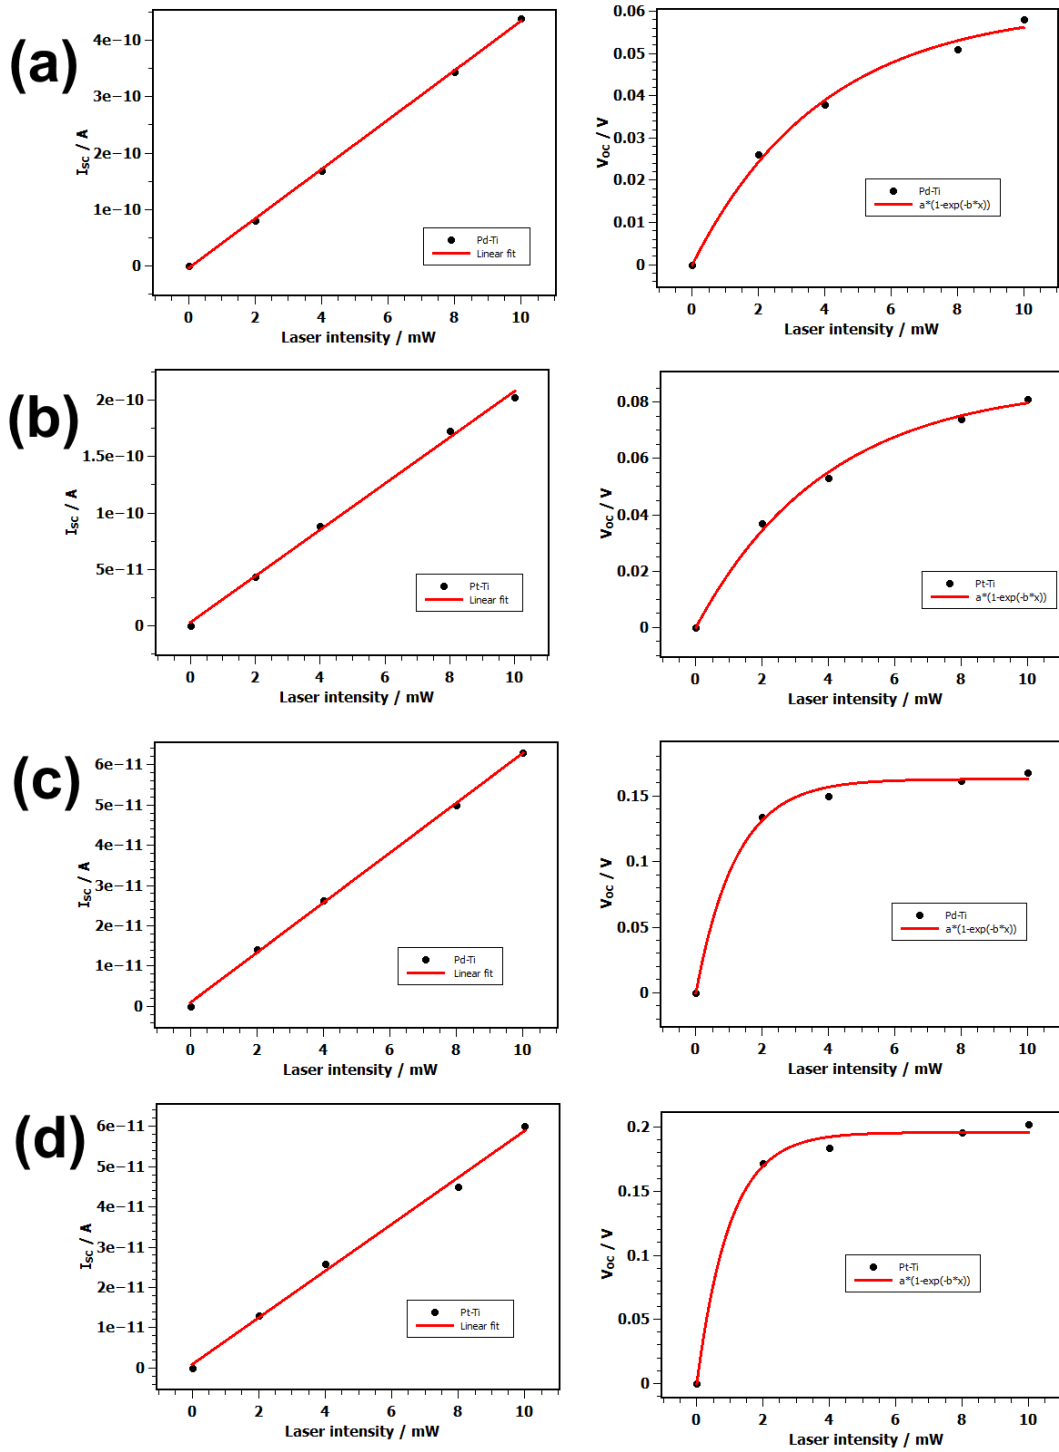 (a)
4e−10
3e−10
2e−10
1e−10
0
I_SC / A
Pd-Ti
Linear fit
0 2 4 6 8 10
Laser intensity / mW
0.06
0.05
0.04
0.03
0.02
0.01
0
V_OC / V
Pd-Ti
a*(1-exp(-b*x))
0 2 4 6 8 10
Laser intensity / mW
(b)
2e−10
1.5e−10
1e−10
5e−11
0
I_SC / A
Pt-Ti
Linear fit
0 2 4 6 8 10
Laser intensity / mW
0.08
0.06
0.04
0.02
0
V_OC / V
Pt-Ti
a*(1-exp(-b*x))
0 2 4 6 8 10
Laser intensity / mW
(c)
6e−11
5e−11
4e−11
3e−11
2e−11
1e−11
0
I_SC / A
Pd-Ti
Linear fit
0 2 4 6 8 10
Laser intensity / mW
0.15
0.1
0.05
0
V_OC / V
Pd-Ti
a*(1-exp(-b*x))
0 2 4 6 8 10
Laser intensity / mW
(d)
6e−11
5e−11
4e−11
3e−11
2e−11
1e−11
0
I_SC / A
Pt-Ti
Linear fit
0 2 4 6 8 10
Laser intensity / mW
0.2
0.15
0.1
0.05
0
V_OC / V
Pt-Ti
a*(1-exp(-b*x))
0 2 4 6 8 10
Laser intensity / mW